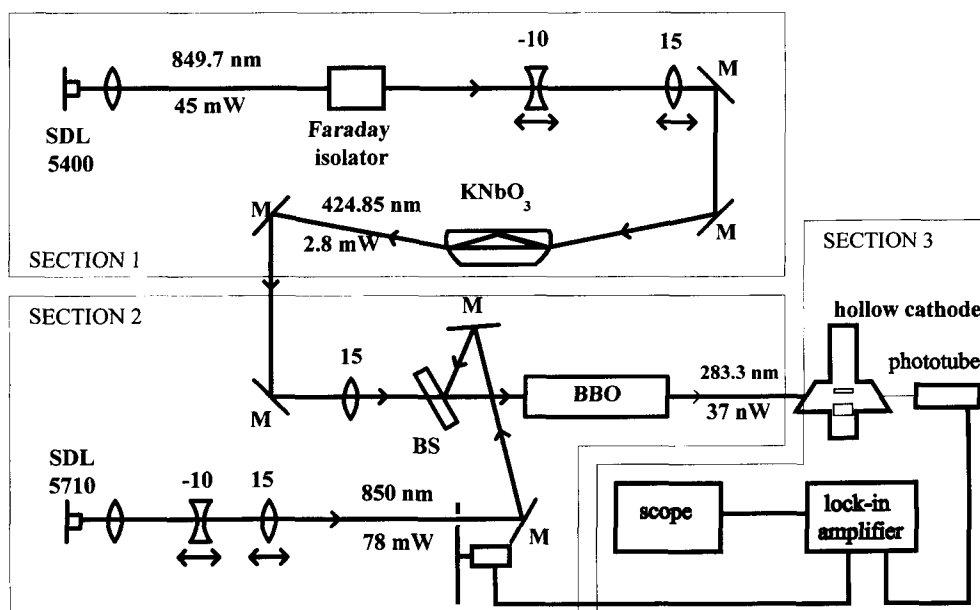 849.7 nm
45 mW
SDL
5400
Faraday
isolator
-10
15
M
KNbO3
M
M
424.85 nm
2.8 mW
SECTION 1
SECTION 2
SECTION 3
M
15
M
BS
BBO
283.3 nm
37 nW
hollow cathode
phototube
SDL
5710
-10
15
850 nm
78 mW
M
scope
lock-in
amplifier